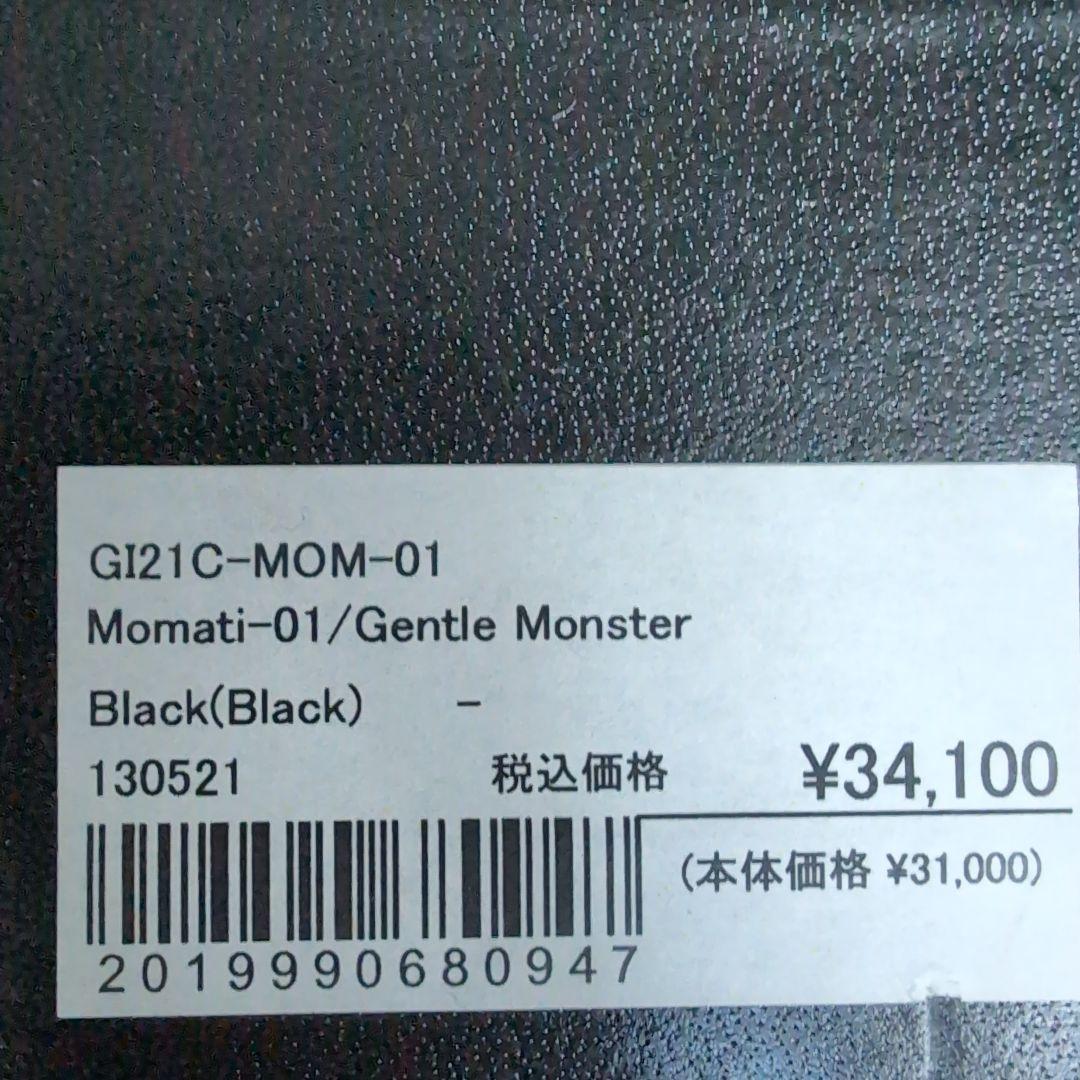 GI21C-MOM-01
Momati-01/Gentle Monster
Black(Black) -
130521 税込価格 ¥34,100
(本体価格 ¥31,000)
2019990680947